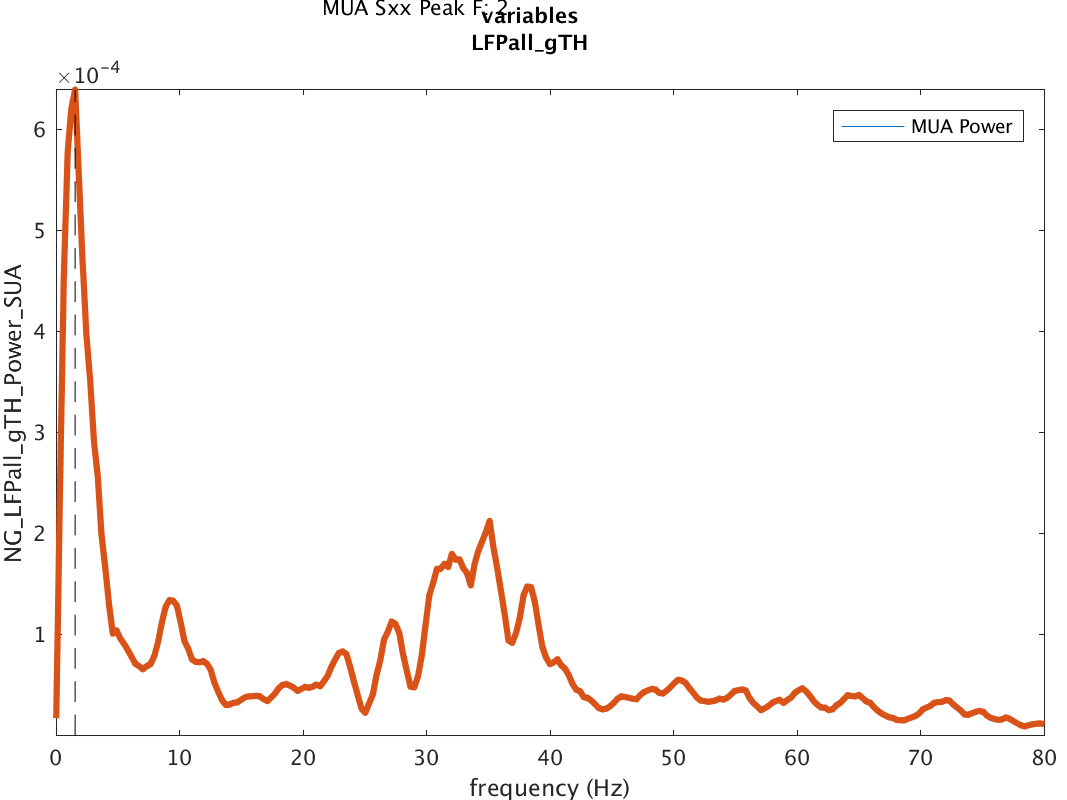 MUA Sxx Peak F: 2
variables
LFPall_gTH
×10⁻⁴
MUA Power
6
5
4
3
2
1
NG_LFPall_gTH_Power_SUA
0 10 20 30 40 50 60 70 80
frequency (Hz)